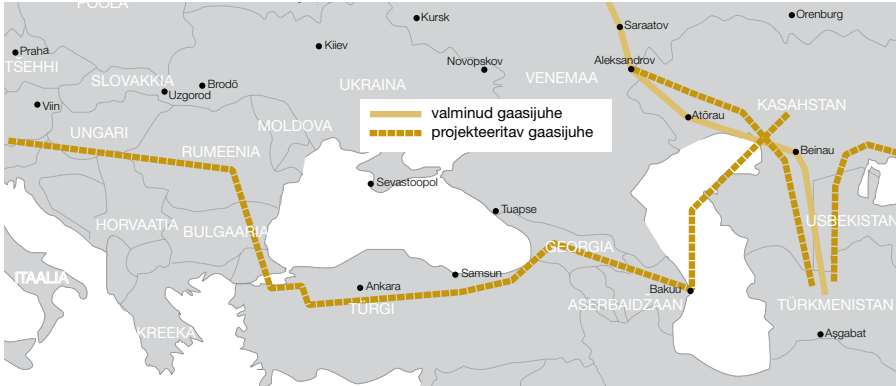 POOLA
Kursk
Saraatov
Orenburg
Praha
Kiiev
Novopskov
Aleksandrov
TŠEHHI
SLOVAKKIA
Brodõ
Uzgorod
UKRAINA
VENEMAA
Viin
KASAHSTAN
valminud gaasijuhe
projekteeritav gaasijuhe
Atõrau
UNGARI
MOLDOVA
RUMEENIA
Beinau
Sevastoopol
Tuapse
HORVAATIA
BULGAARIA
USBEKISTAN
GEORGIA
ITAALIA
Ankara
Samsun
Bakuu
TÜRGI
ASERBAIDZAAN
TÜRKMENISTAN
KREEKA
Aşgabat